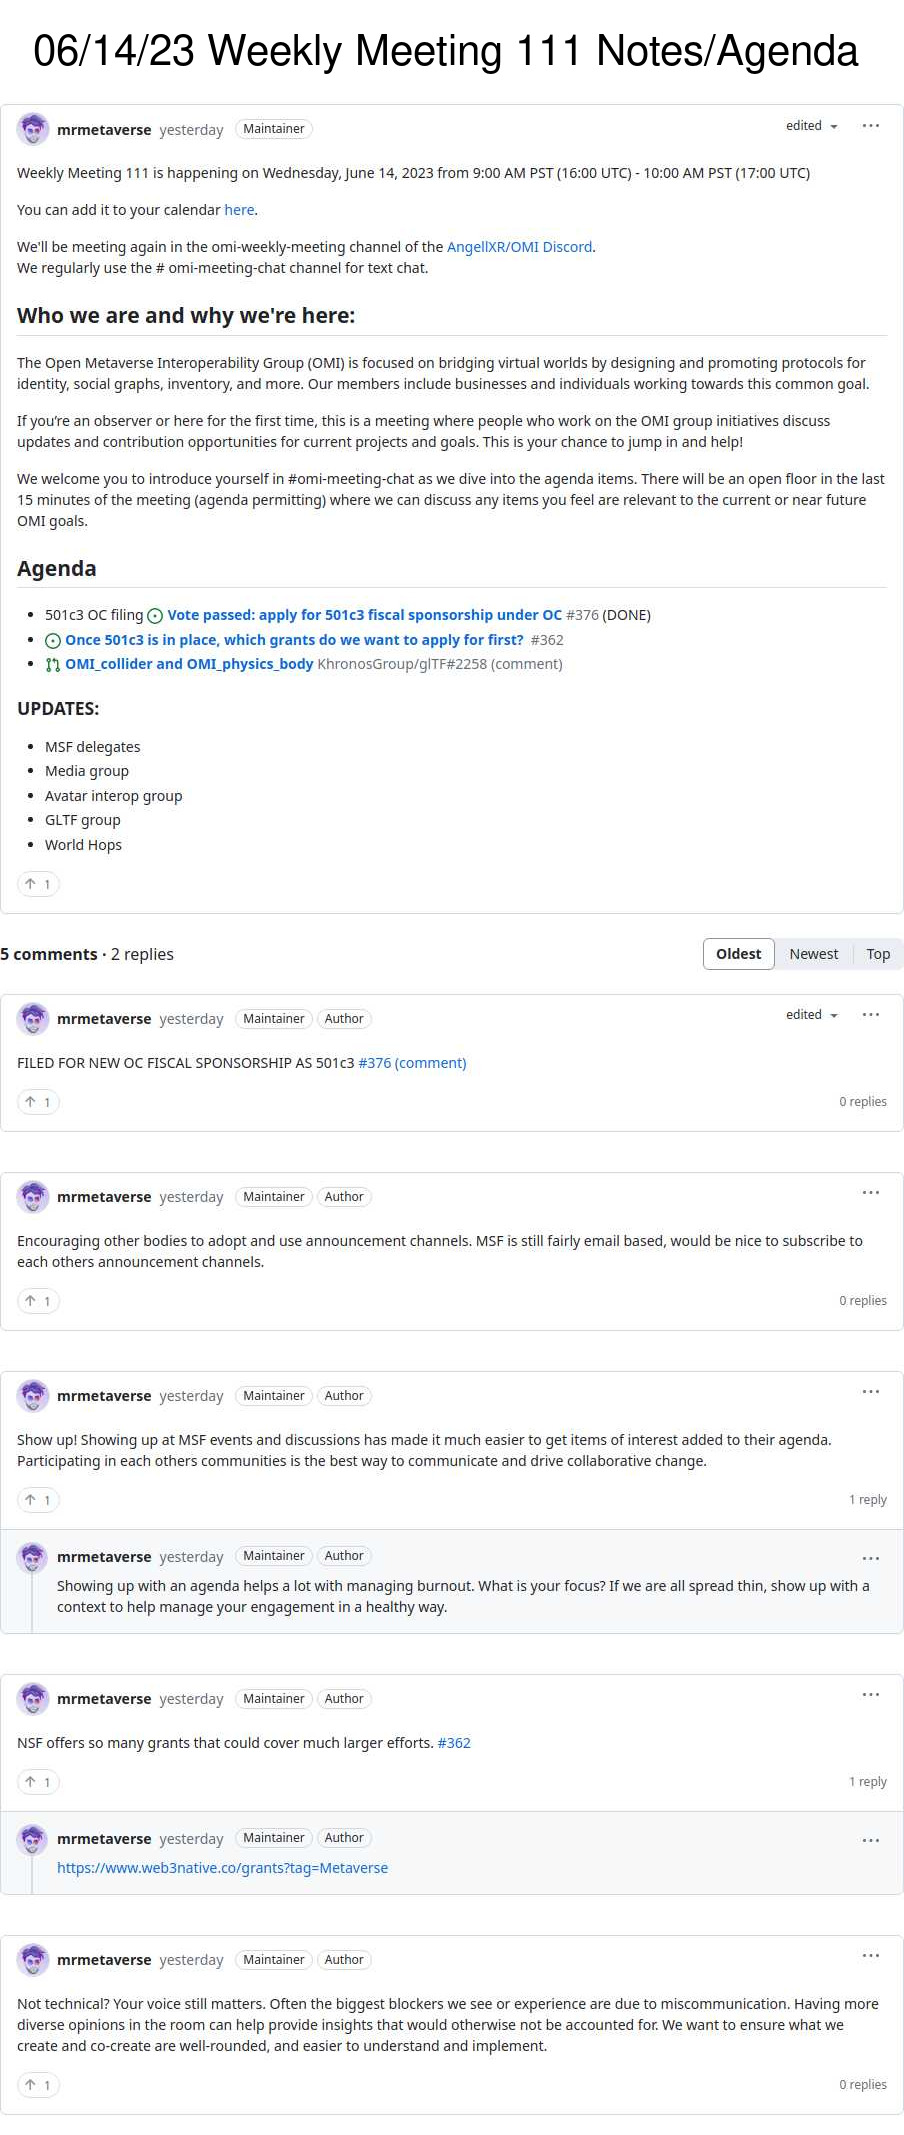 06/14/23 Weekly Meeting 111 Notes/Agenda
mrmetaverse yesterday Maintainer edited
Weekly Meeting 111 is happening on Wednesday, June 14, 2023 from 9:00 AM PST (16:00 UTC) - 10:00 AM PST (17:00 UTC)
You can add it to your calendar here.
We'll be meeting again in the omi-weekly-meeting channel of the AngellXR/OMI Discord.
We regularly use the # omi-meeting-chat channel for text chat.
Who we are and why we're here:
The Open Metaverse Interoperability Group (OMI) is focused on bridging virtual worlds by designing and promoting protocols for
identity, social graphs, inventory, and more. Our members include businesses and individuals working towards this common goal.
If you're an observer or here for the first time, this is a meeting where people who work on the OMI group initiatives discuss
updates and contribution opportunities for current projects and goals. This is your chance to jump in and help!
We welcome you to introduce yourself in #omi-meeting-chat as we dive into the agenda items. There will be an open floor in the last
15 minutes of the meeting (agenda permitting) where we can discuss any items you feel are relevant to the current or near future
OMI goals.
Agenda
• 501c3 OC filing Vote passed: apply for 501c3 fiscal sponsorship under OC #376 (DONE)
• Once 501c3 is in place, which grants do we want to apply for first? #362
• OMI_collider and OMI_physics_body KhronosGroup/glTF#2258 (comment)
UPDATES:
• MSF delegates
• Media group
• Avatar interop group
• GLTF group
• World Hops
↑ 1
5 comments · 2 replies Oldest Newest Top
mrmetaverse yesterday Maintainer Author edited
FILED FOR NEW OC FISCAL SPONSORSHIP AS 501c3 #376 (comment)
↑ 1 0 replies
mrmetaverse yesterday Maintainer Author
Encouraging other bodies to adopt and use announcement channels. MSF is still fairly email based, would be nice to subscribe to
each others announcement channels.
↑ 1 0 replies
mrmetaverse yesterday Maintainer Author
Show up! Showing up at MSF events and discussions has made it much easier to get items of interest added to their agenda.
Participating in each others communities is the best way to communicate and drive collaborative change.
↑ 1 1 reply
mrmetaverse yesterday Maintainer Author
Showing up with an agenda helps a lot with managing burnout. What is your focus? If we are all spread thin, show up with a
context to help manage your engagement in a healthy way.
mrmetaverse yesterday Maintainer Author
NSF offers so many grants that could cover much larger efforts. #362
↑ 1 1 reply
mrmetaverse yesterday Maintainer Author
https://www.web3native.co/grants?tag=Metaverse
mrmetaverse yesterday Maintainer Author
Not technical? Your voice still matters. Often the biggest blockers we see or experience are due to miscommunication. Having more
diverse opinions in the room can help provide insights that would otherwise not be accounted for. We want to ensure what we
create and co-create are well-rounded, and easier to understand and implement.
↑ 1 0 replies